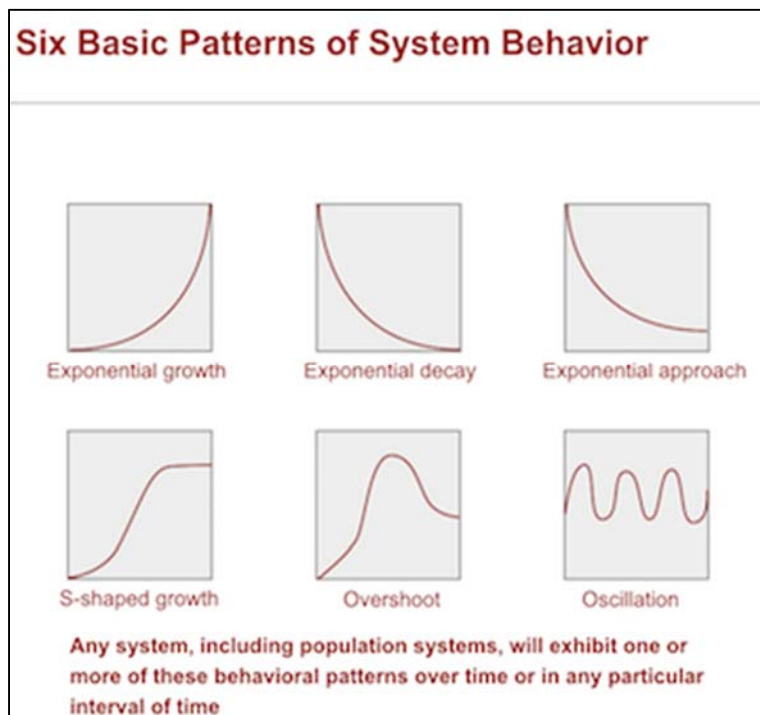 Six Basic Patterns of System Behavior
Exponential growth
Exponential decay
Exponential approach
S-shaped growth
Overshoot
Oscillation
Any system, including population systems, will exhibit one or
more of these behavioral patterns over time or in any particular
interval of time